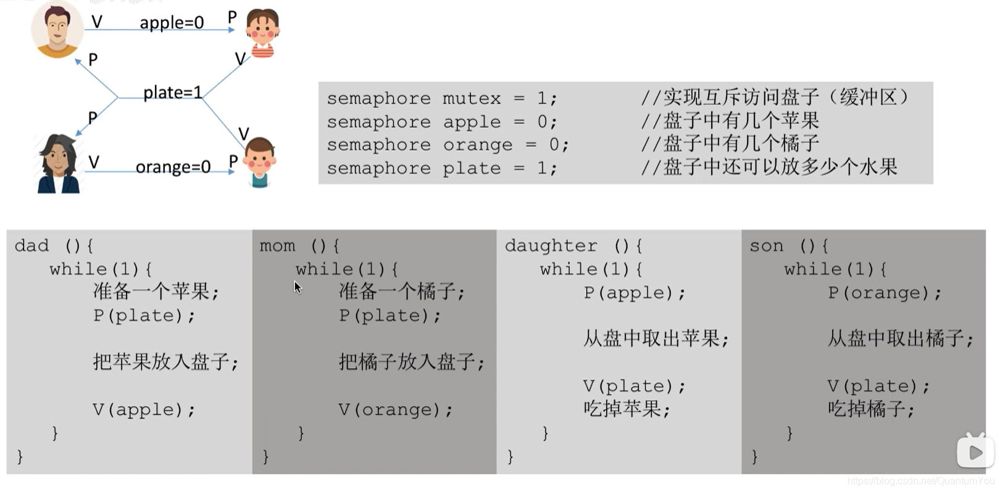 V apple=0 P
P V
plate=1
P V
V orange=0 P
semaphore mutex = 1; //实现互斥访问盘子（缓冲区）
semaphore apple = 0; //盘子中有几个苹果
semaphore orange = 0; //盘子中有几个橘子
semaphore plate = 1; //盘子中还可以放多少个水果
dad (){
while(1){
准备一个苹果;
P(plate);
把苹果放入盘子;
V(apple);
}
}
mom (){
while(1){
准备一个橘子;
P(plate);
把橘子放入盘子;
V(orange);
}
}
daughter (){
while(1){
P(apple);
从盘中取出苹果;
V(plate);
吃掉苹果;
}
}
son (){
while(1){
P(orange);
从盘中取出橘子;
V(plate);
吃掉橘子;
}
}
https://blog.csdn.net/QuantumYou